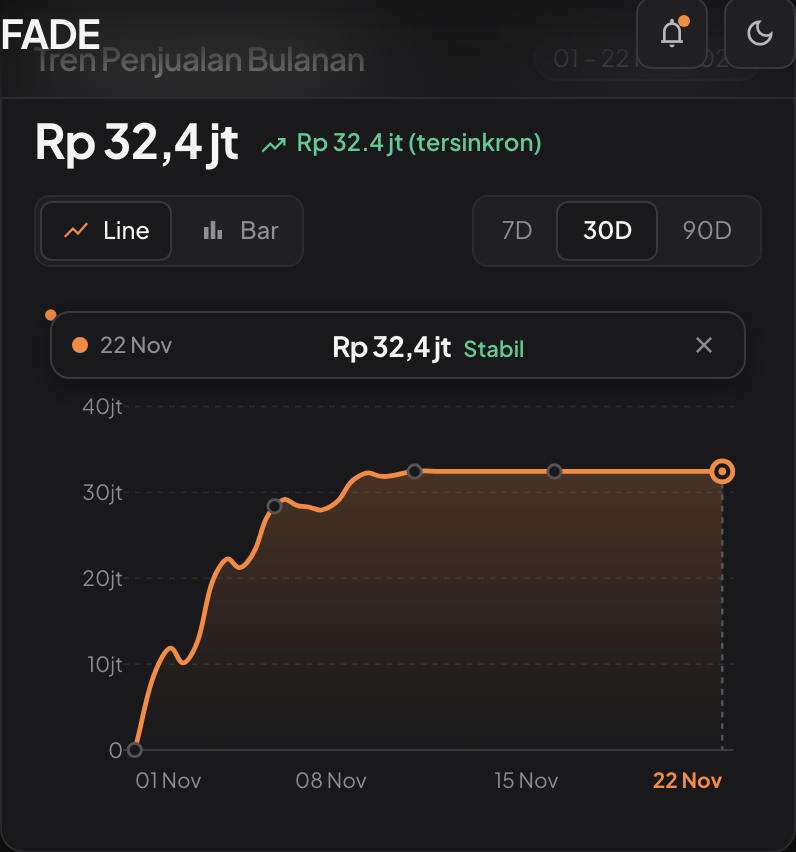 FADE
Tren Penjualan Bulanan
01 – 22
Rp 32,4 jt
Rp 32.4 jt (tersinkron)
Line
Bar
7D
30D
90D
22 Nov
Rp 32,4 jt
Stabil
40jt
30jt
20jt
10jt
0
01 Nov
08 Nov
15 Nov
22 Nov